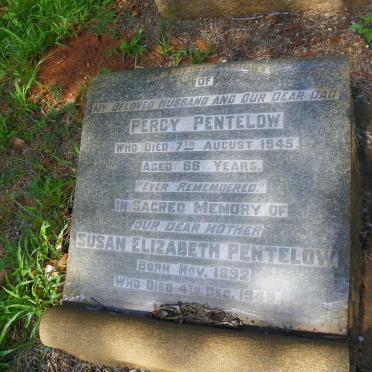 OF
MY BELOVED HUSBAND AND OUR DEAR DAD
PERCY PENTELOW
WHO DIED 7TH AUGUST 1945.
AGED 66 YEARS.
"EVER REMEMBERED"
IN SACRED MEMORY OF
OUR DEAR MOTHER
SUSAN ELIZABETH PENTELOW
BORN NOV. 1892
WHO DIED 4TH DEC.